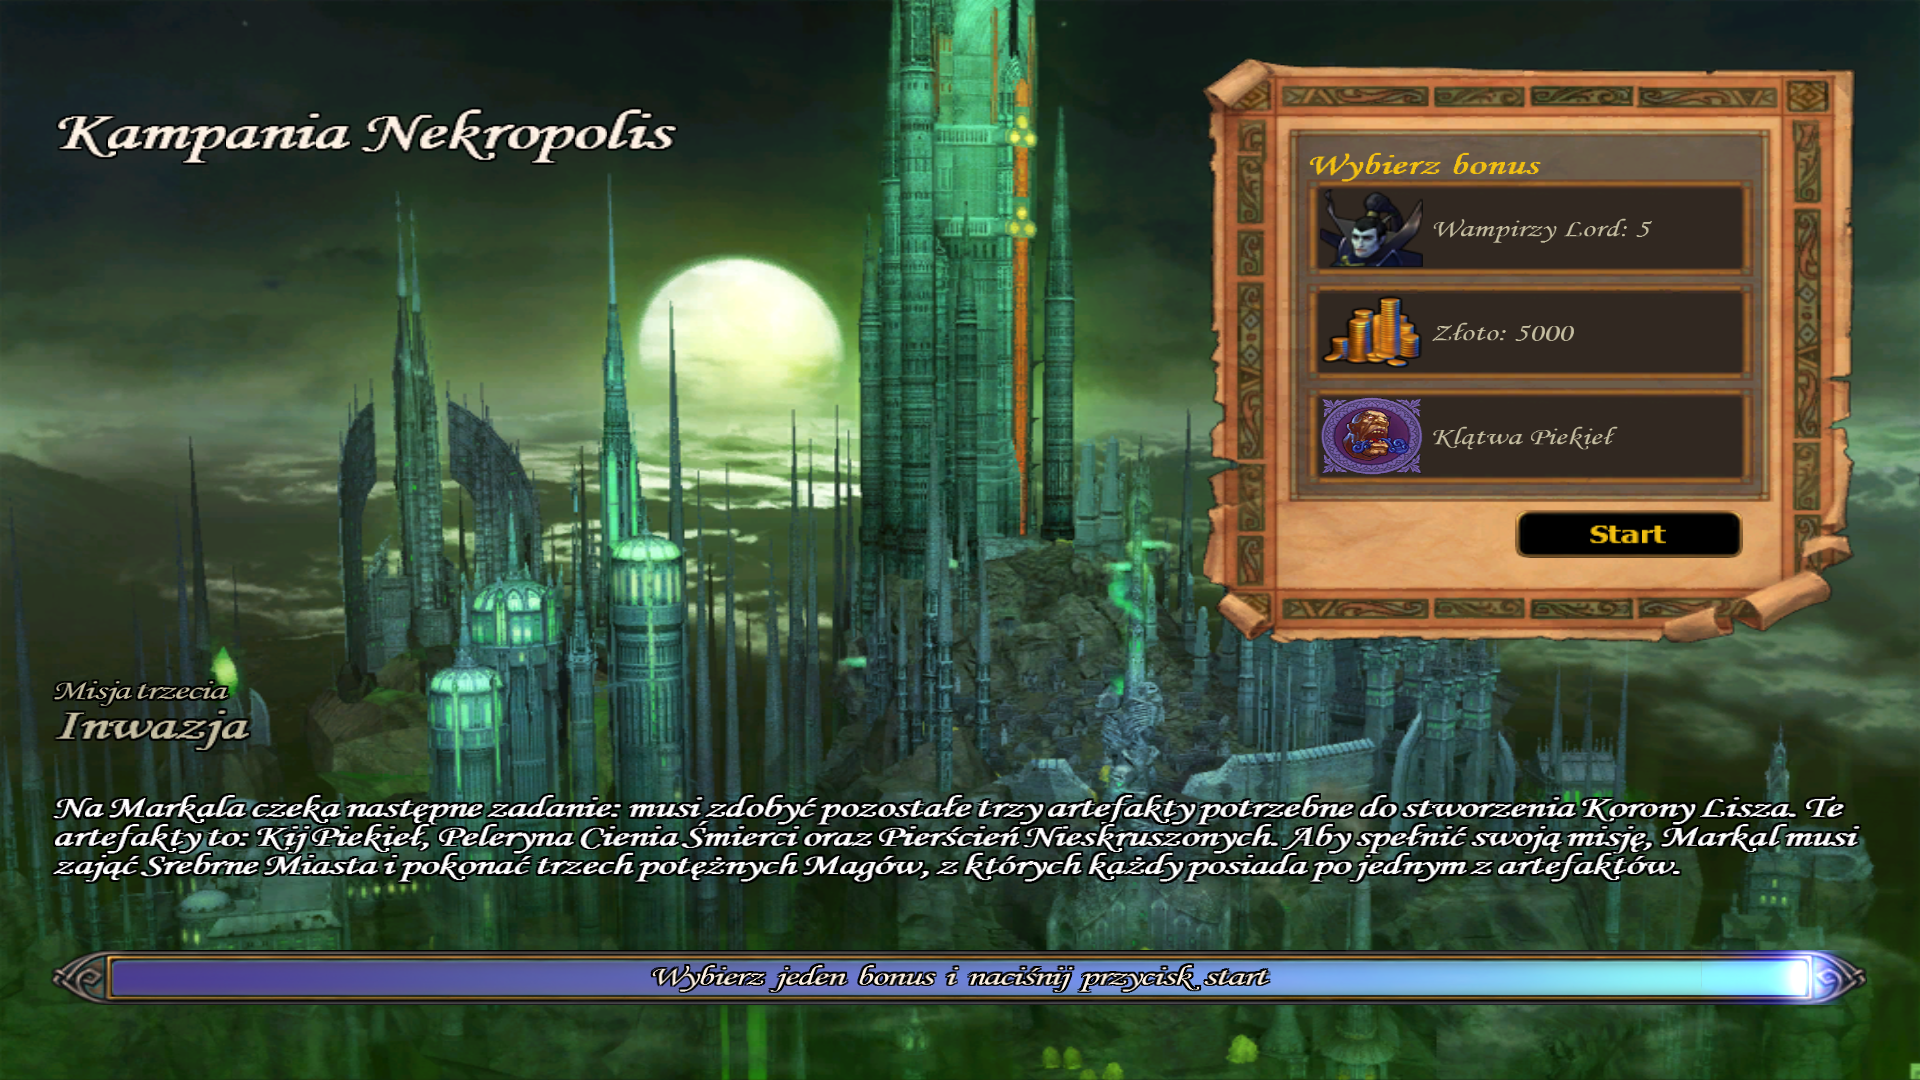 Kampania Nekropolis
Wybierz bonus
Wampirzy Lord: 5
Złoto: 5000
Klątwa Piekieł
Start
Misja trzecia
Inwazja
Na Markala czeka następne zadanie: musi zdobyć pozostałe trzy artefakty potrzebne do stworzenia Korony Lisza. Te
artefakty to: Kij Piekieł, Peleryna Cienia Śmierci oraz Pierścień Nieskruszonych. Aby spełnić swoją misję, Markal musi
zająć Srebrne Miasta i pokonać trzech potężnych Magów, z których każdy posiada po jednym z artefaktów.
Wybierz jeden bonus i naciśnij przycisk start